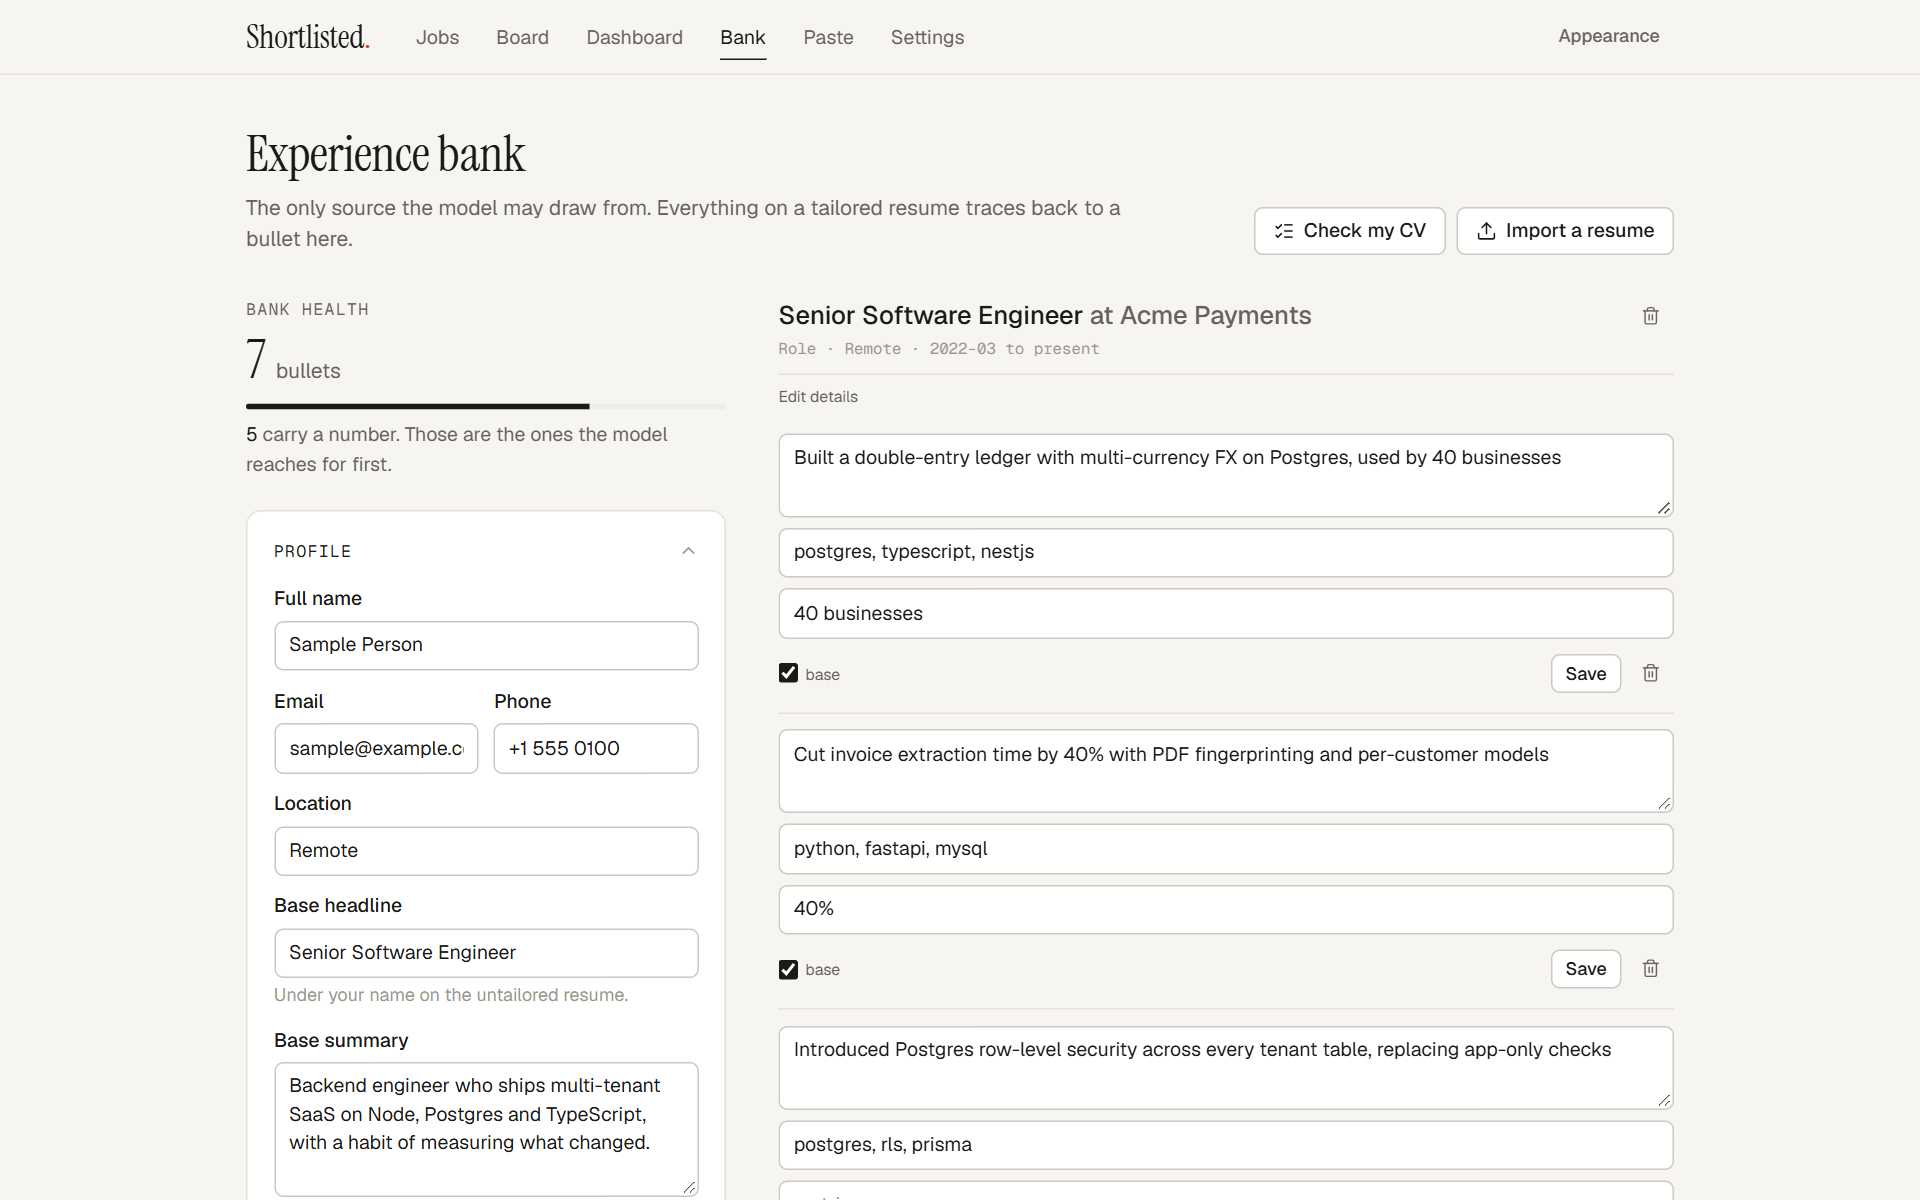 Shortlisted.
Jobs
Board
Dashboard
Bank
Paste
Settings
Appearance
Experience bank
The only source the model may draw from. Everything on a tailored resume traces back to a
bullet here.
Check my CV
Import a resume
BANK HEALTH
7 bullets
5 carry a number. Those are the ones the model
reaches for first.
PROFILE
Full name
Sample Person
Email
Phone
sample@example.c
+1 555 0100
Location
Remote
Base headline
Senior Software Engineer
Under your name on the untailored resume.
Base summary
Backend engineer who ships multi-tenant
SaaS on Node, Postgres and TypeScript,
with a habit of measuring what changed.
Senior Software Engineer at Acme Payments
Role · Remote · 2022-03 to present
Edit details
Built a double-entry ledger with multi-currency FX on Postgres, used by 40 businesses
postgres, typescript, nestjs
40 businesses
base
Save
Cut invoice extraction time by 40% with PDF fingerprinting and per-customer models
python, fastapi, mysql
40%
base
Save
Introduced Postgres row-level security across every tenant table, replacing app-only checks
postgres, rls, prisma